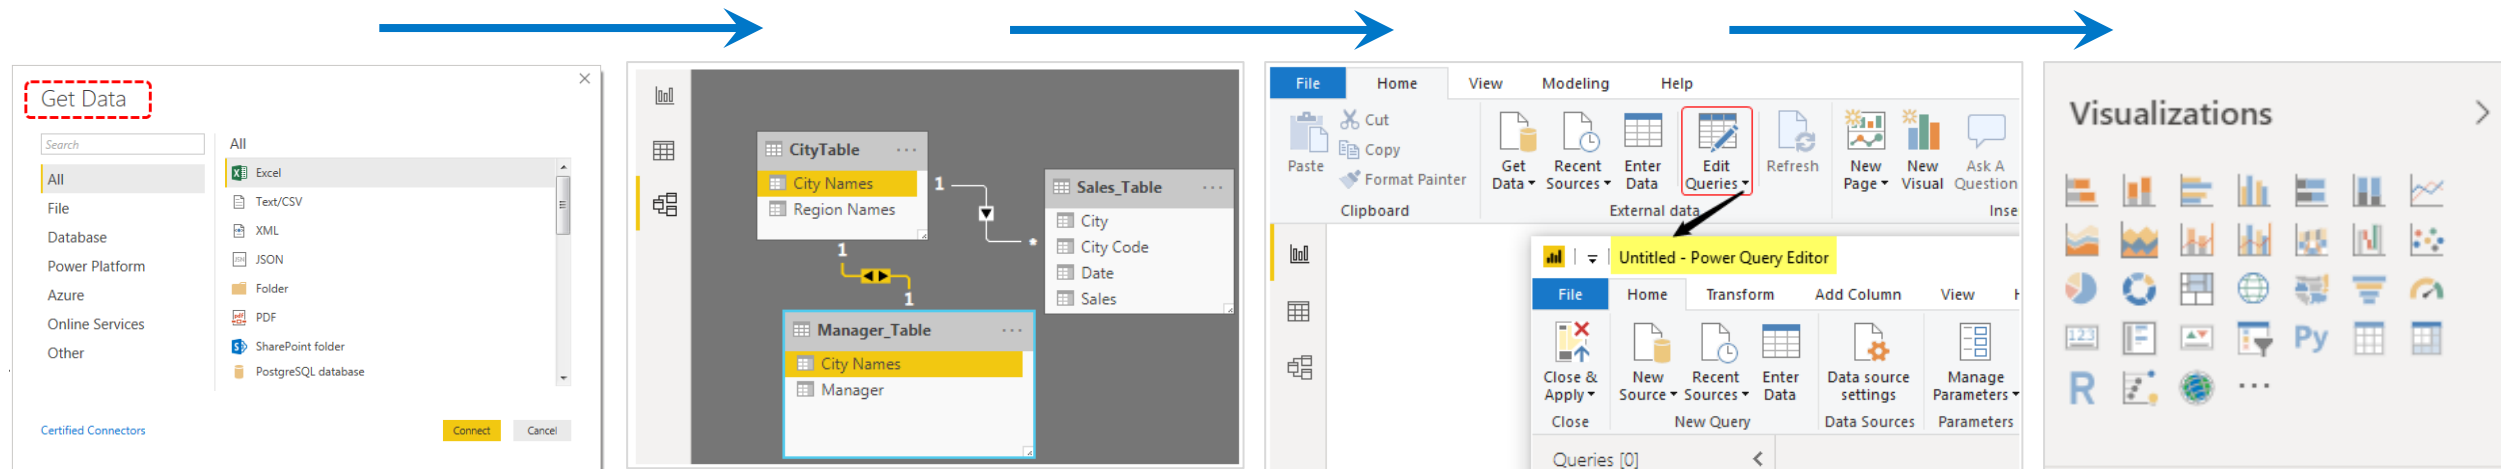 Get Data
Search
All
File
Database
Power Platform
Azure
Online Services
Other
All
Excel
Text/CSV
XML
JSON
Folder
PDF
SharePoint folder
PostgreSQL database
Certified Connectors
Connect
Cancel
CityTable
City Names
Region Names
1
*
Sales_Table
City
City Code
Date
Sales
1
1
Manager_Table
City Names
Manager
File Home View Modeling Help
Paste
Cut
Copy
Format Painter
Clipboard
Get Data
Recent Sources
Enter Data
Edit Queries
Refresh
External data
New Page
New Visual
Ask A Question
Inse
Untitled - Power Query Editor
File Home Transform Add Column View H
Close & Apply
Close
New Source
Recent Sources
Enter Data
New Query
Data source settings
Data Sources
Manage Parameters
Parameters
Queries [0]
Visualizations
123
Py
R